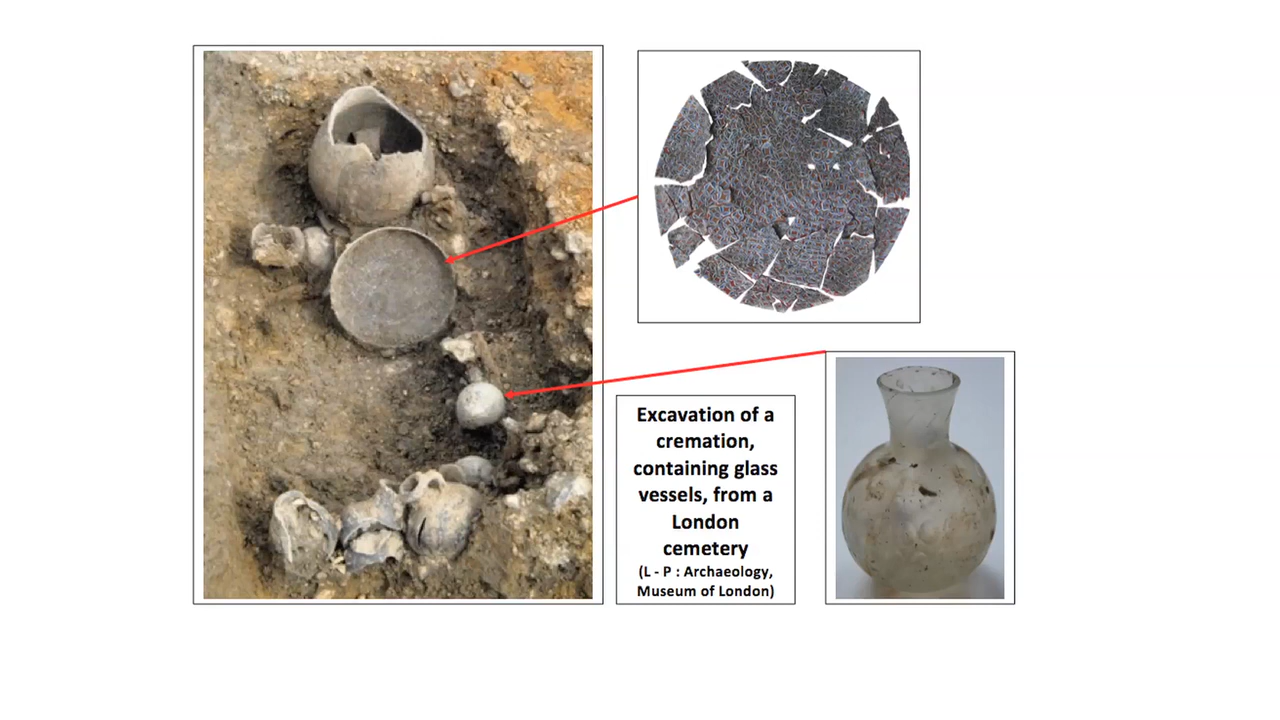 Excavation of a
cremation,
containing glass
vessels, from a
London
cemetery
(L - P : Archaeology,
Museum of London)